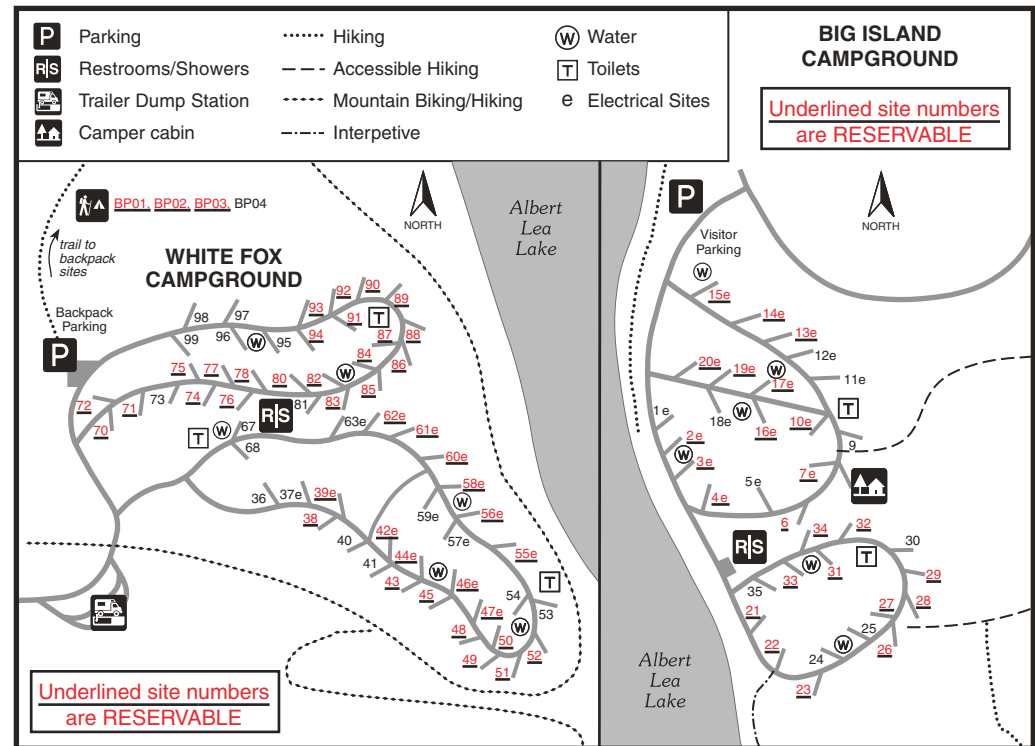 P Parking
R|S Restrooms/Showers
Trailer Dump Station
Camper cabin
Hiking
Accessible Hiking
Mountain Biking/Hiking
Interpetive
W Water
T Toilets
e Electrical Sites
BIG ISLAND
CAMPGROUND
Underlined site numbers
are RESERVABLE
BP01, BP02, BP03, BP04
trail to
backpack
sites
WHITE FOX
CAMPGROUND
NORTH
Albert
Lea
Lake
Backpack
Parking
P
98
97
99
96
W
95
94
93
92
91
90
89
T
87
88
86
84
W
85
83
82
81
80
78
77
76
75
74
73
72
71
70
R|S
T
W
67
68
63e
62e
61e
60e
58e
W
59e
56e
57e
55e
T
54
53
W
52
51
50
49
48
47e
46e
W
45
44e
43
42e
41
40
39e
38
37e
36
Underlined site numbers
are RESERVABLE
P
Visitor
Parking
W
NORTH
15e
14e
13e
12e
11e
20e
19e
W
17e
18e
W
16e
10e
T
9
1e
2e
W
3e
4e
5e
7e
6
R|S
34
32
30
T
W
31
33
35
29
28
27
26
25
W
24
23
22
21
Albert
Lea
Lake